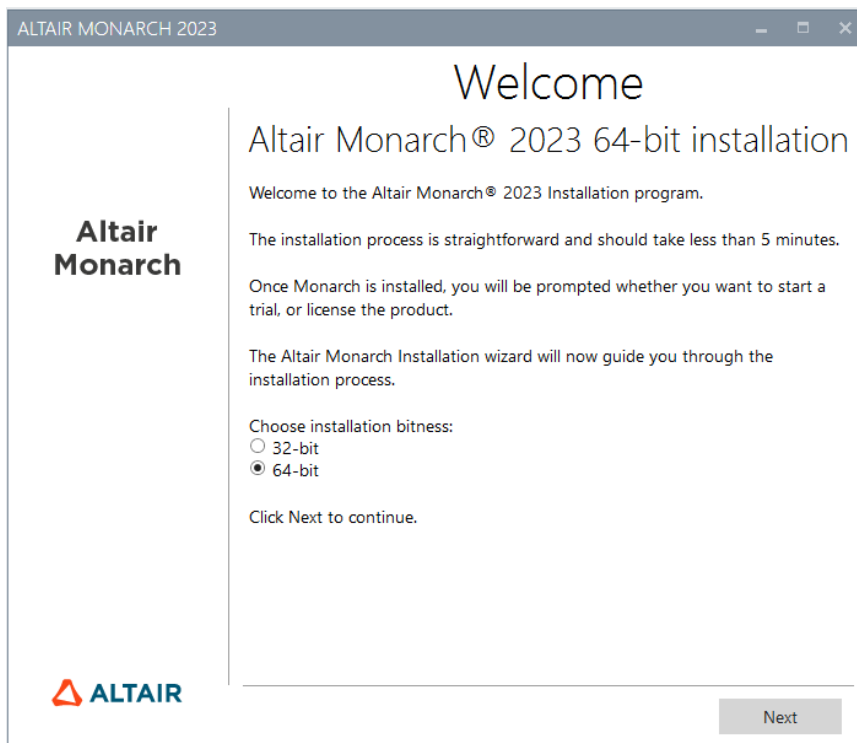 ALTAIR MONARCH 2023
Welcome
Altair Monarch® 2023 64-bit installation
Welcome to the Altair Monarch® 2023 Installation program.
Altair
Monarch
The installation process is straightforward and should take less than 5 minutes.
Once Monarch is installed, you will be prompted whether you want to start a
trial, or license the product.
The Altair Monarch Installation wizard will now guide you through the
installation process.
Choose installation bitness:
32-bit
64-bit
Click Next to continue.
ALTAIR
Next